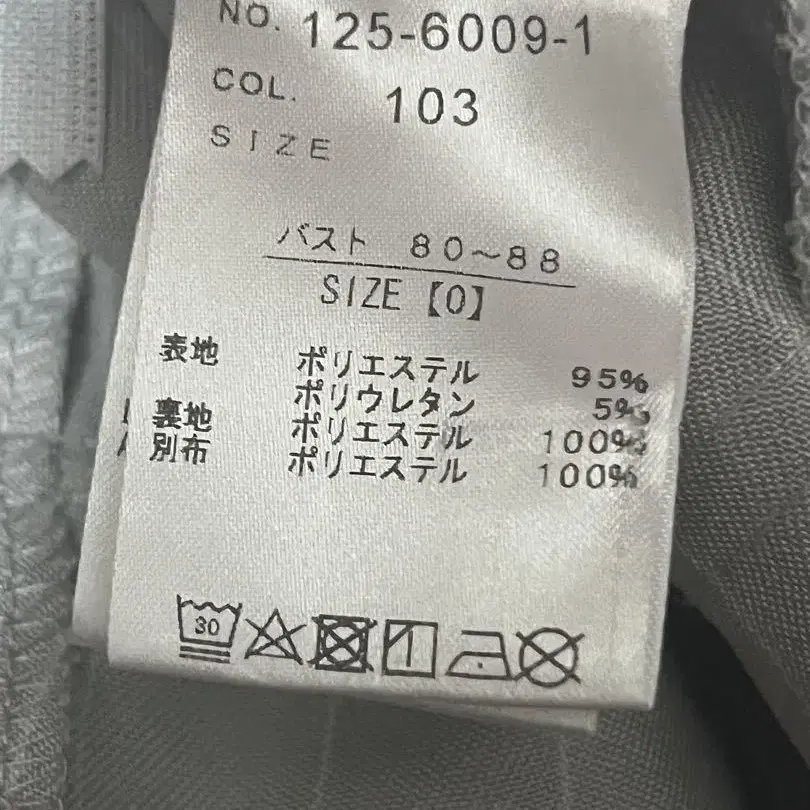 NO. 125-6009-1
COL. 103
SIZE
バスト 80～88
SIZE【0】
表地 ポリエステル 95%
ポリウレタン 5%
裏地 ポリエステル 100%
別布 ポリエステル 100%
30